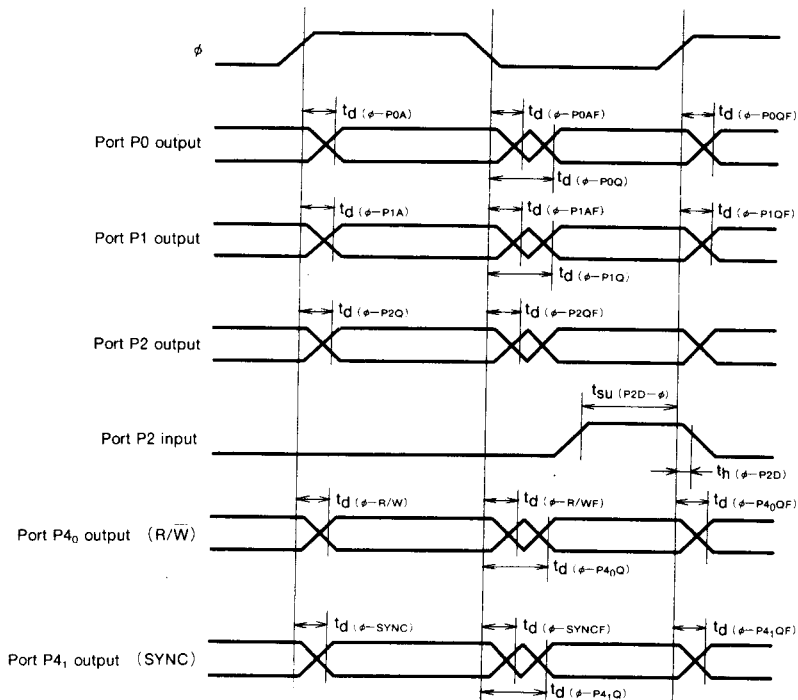 φ
td (φ−P0A) td (φ−P0AF) td (φ−P0QF)
Port P0 output
td (φ−P0Q)
td (φ−P1A) td (φ−P1AF) td (φ−P1QF)
Port P1 output
td (φ−P1Q)
td (φ−P2Q) td (φ−P2QF)
Port P2 output
tsu (P2D−φ)
Port P2 input
th (φ−P2D)
td (φ−R/W) td (φ−R/WF) td (φ−P4₀QF)
Port P4₀ output (R/W̅)
td (φ−P4₀Q)
td (φ−SYNC) td (φ−SYNCF) td (φ−P4₁QF)
Port P4₁ output (SYNC)
td (φ−P4₁Q)